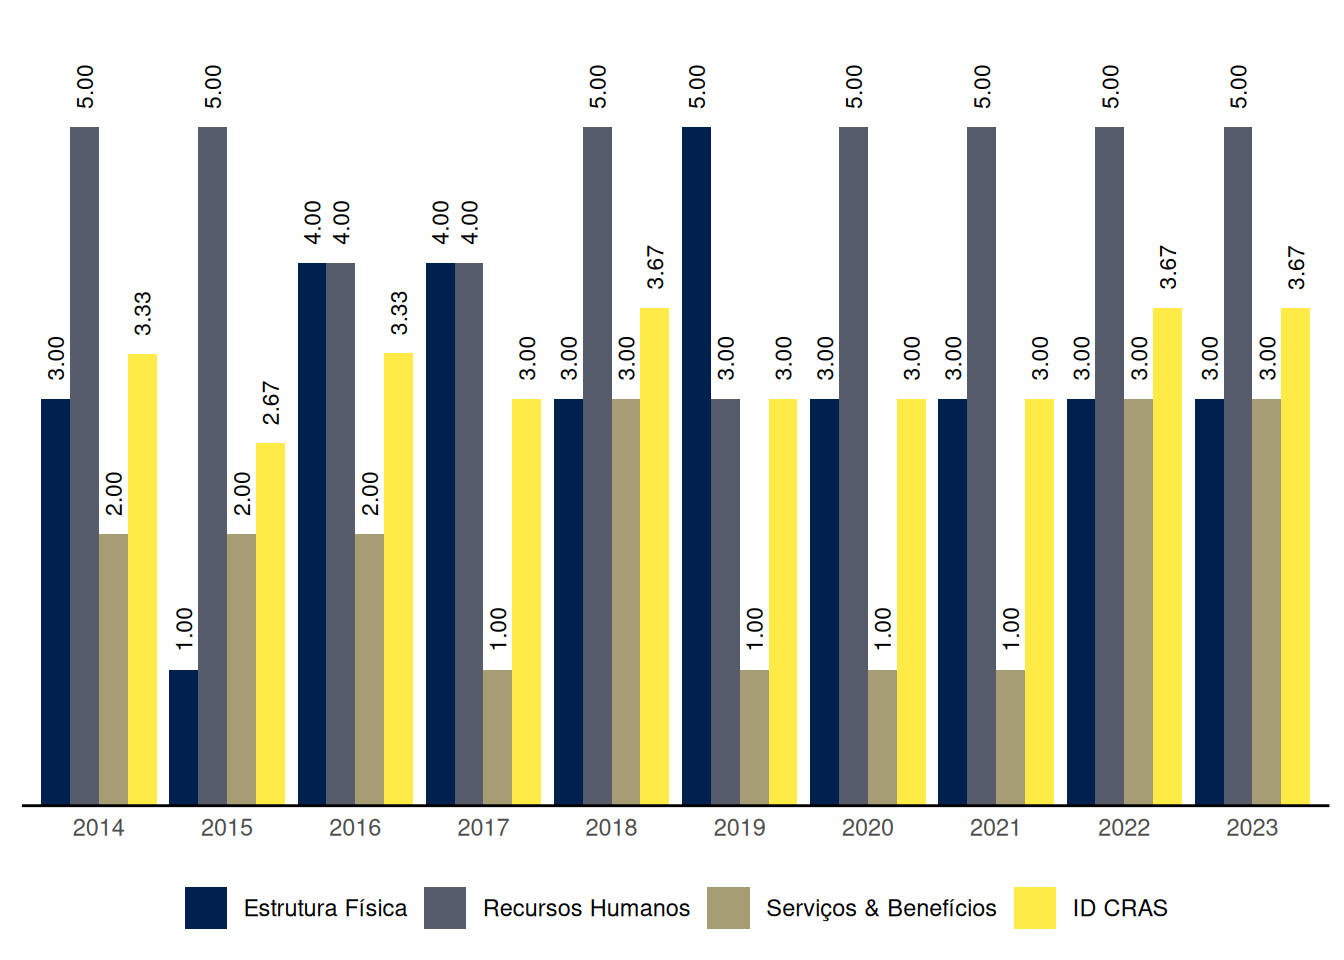 5.00 5.00 5.00 5.00 5.00 5.00 5.00 5.00
4.00 4.00 4.00 4.00
3.67 3.67 3.67
3.33 3.33
3.00 3.00 3.00 3.00 3.00 3.00 3.00 3.00 3.00 3.00 3.00 3.00 3.00 3.00
2.67
2.00 2.00 2.00
1.00 1.00 1.00 1.00 1.00
2014 2015 2016 2017 2018 2019 2020 2021 2022 2023
Estrutura Física Recursos Humanos Serviços & Benefícios ID CRAS